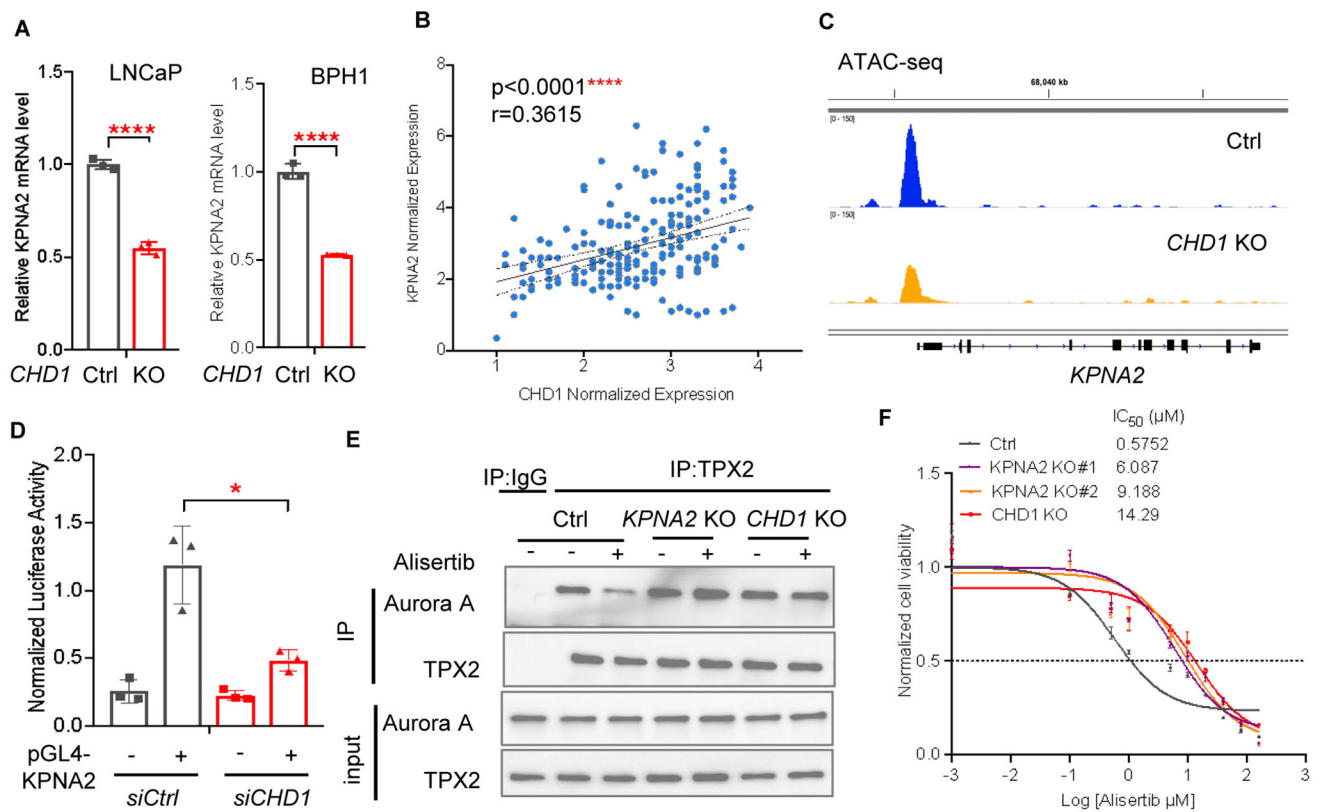 A
LNCaP
Relative KPNA2 mRNA level
1.5
1.0
0.5
0.0
****
CHD1 Ctrl KO
BPH1
Relative KPNA2 mRNA level
1.5
1.0
0.5
0.0
****
CHD1 Ctrl KO
B
p<0.0001****
r=0.3615
KPNA2 Normalized Expression
8
6
4
2
0
1 2 3 4
CHD1 Normalized Expression
C
ATAC-seq
68,040 kb
[0 - 150]
Ctrl
[0 - 150]
CHD1 KO
KPNA2
D
Normalized Luciferase Activity
2.0
1.5
1.0
0.5
0.0
*
pGL4-
KPNA2
- + - +
siCtrl siCHD1
E
IP:IgG IP:TPX2
Ctrl KPNA2 KO CHD1 KO
Alisertib - - + - + - +
IP
Aurora A
TPX2
input
Aurora A
TPX2
F
IC50 (µM)
Ctrl 0.5752
KPNA2 KO#1 6.087
KPNA2 KO#2 9.188
CHD1 KO 14.29
Normalized cell viability
1.5
1.0
0.5
0.0
-3 -2 -1 0 1 2 3
Log [Alisertib µM]